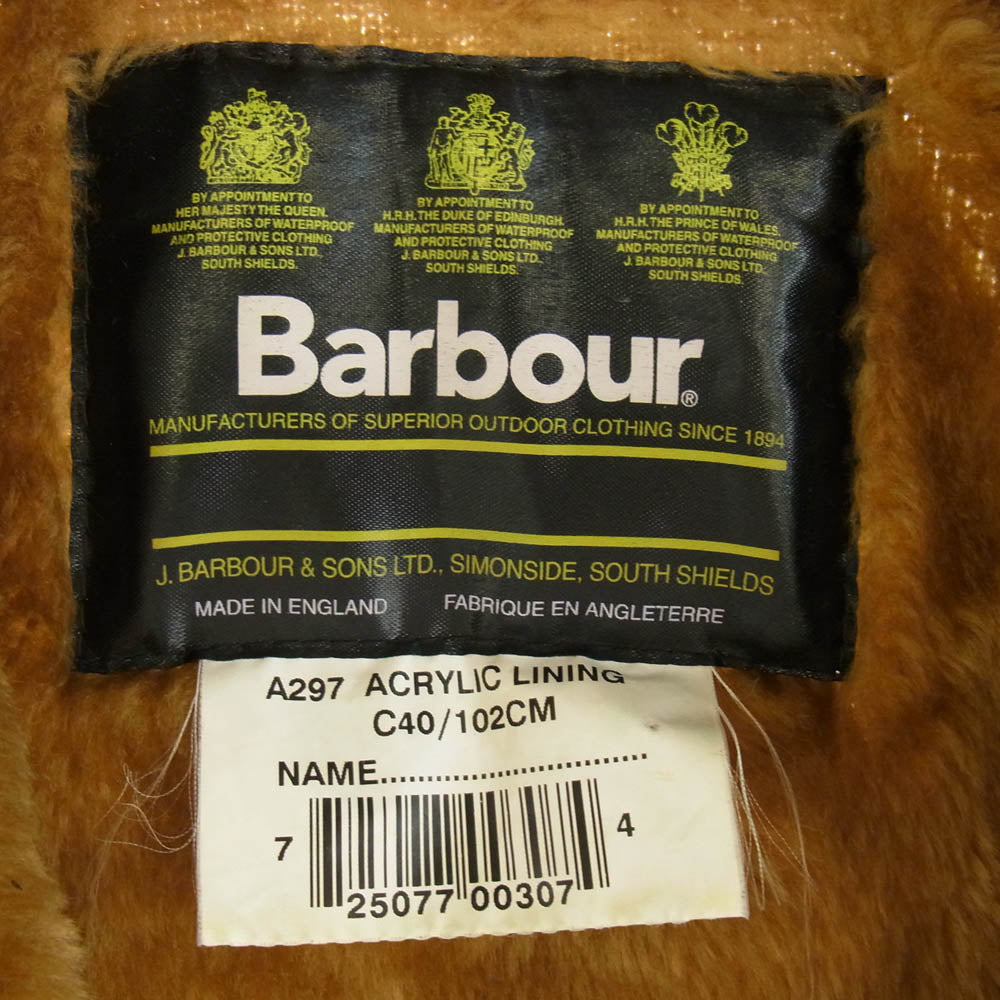 BY APPOINTMENT TO
HER MAJESTY THE QUEEN.
MANUFACTURERS OF WATERPROOF
AND PROTECTIVE CLOTHING
J. BARBOUR & SONS LTD.,
SOUTH SHIELDS.
BY APPOINTMENT TO
H.R.H. THE DUKE OF EDINBURGH.
MANUFACTURERS OF WATERPROOF
AND PROTECTIVE CLOTHING
J. BARBOUR & SONS LTD.,
SOUTH SHIELDS.
BY APPOINTMENT TO
H.R.H. THE PRINCE OF WALES.
MANUFACTURERS OF WATERPROOF
AND PROTECTIVE CLOTHING
J. BARBOUR & SONS LTD.,
SOUTH SHIELDS.
Barbour®
MANUFACTURERS OF SUPERIOR OUTDOOR CLOTHING SINCE 1894
J. BARBOUR & SONS LTD., SIMONSIDE, SOUTH SHIELDS
MADE IN ENGLAND FABRIQUE EN ANGLETERRE
A297 ACRYLIC LINING
C40/102CM
NAME..............................
7 25077 00307 4